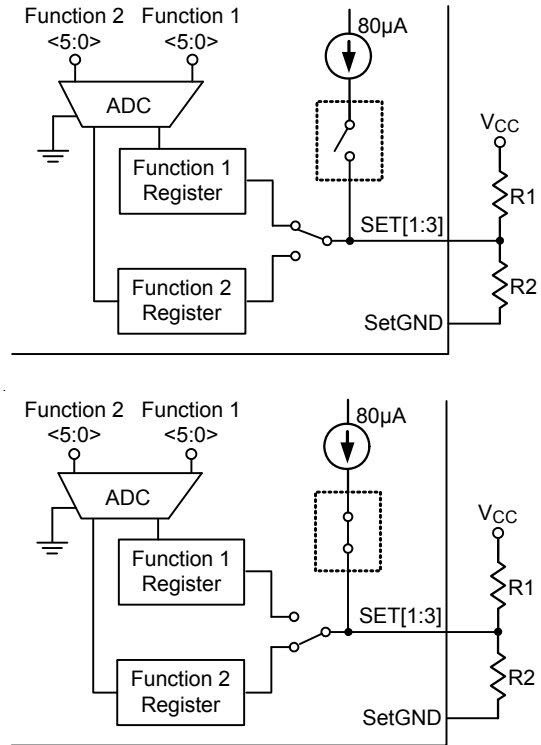 Function 2 Function 1
<5:0> <5:0>
80µA
ADC
VCC
Function 1
Register
R1
SET[1:3]
Function 2
Register
R2
SetGND
Function 2 Function 1
<5:0> <5:0>
80µA
ADC
VCC
Function 1
Register
R1
SET[1:3]
Function 2
Register
R2
SetGND